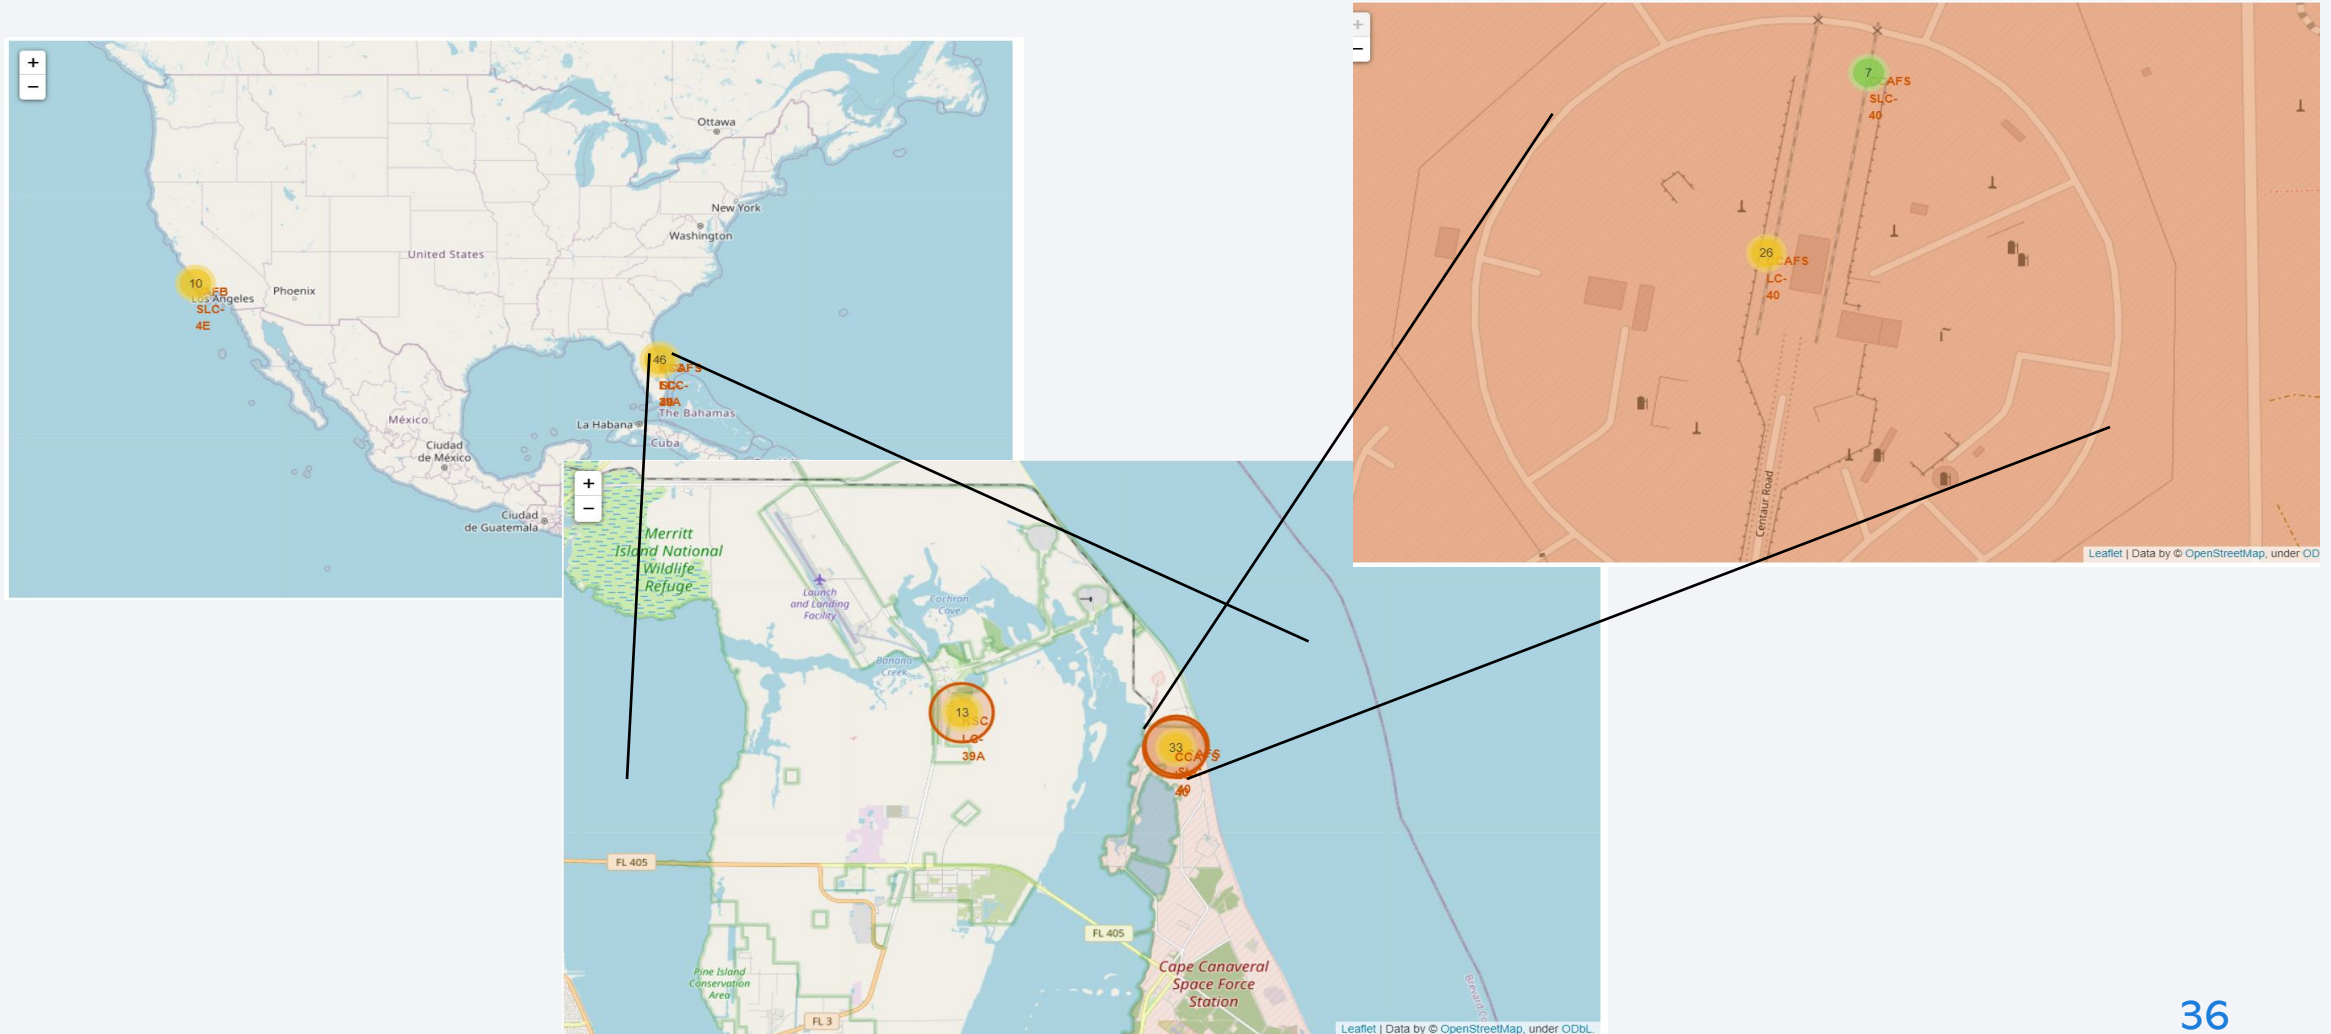 +
−
Ottawa
New York
Washington
United States
10
Los Angeles
Phoenix
SLC-
4E
46
The Bahamas
La Habana
Cuba
México
Ciudad
de México
Ciudad
de Guatemala
+
−
7
CCAFS
SLC-
40
26
CCAFS
LC-
40
Centaur Road
Leaflet | Data by © OpenStreetMap, under OD
+
−
Merritt
Island National
Wildlife
Refuge
Launch
and Landing
Facility
Cochran
Cove
Banana
Creek
13
KSC
LC-
39A
33
CCAFS
40
FL 405
FL 405
Pine Island
Conservation
Area
FL 3
Cape Canaveral
Space Force
Station
Leaflet | Data by © OpenStreetMap, under ODbL.
36